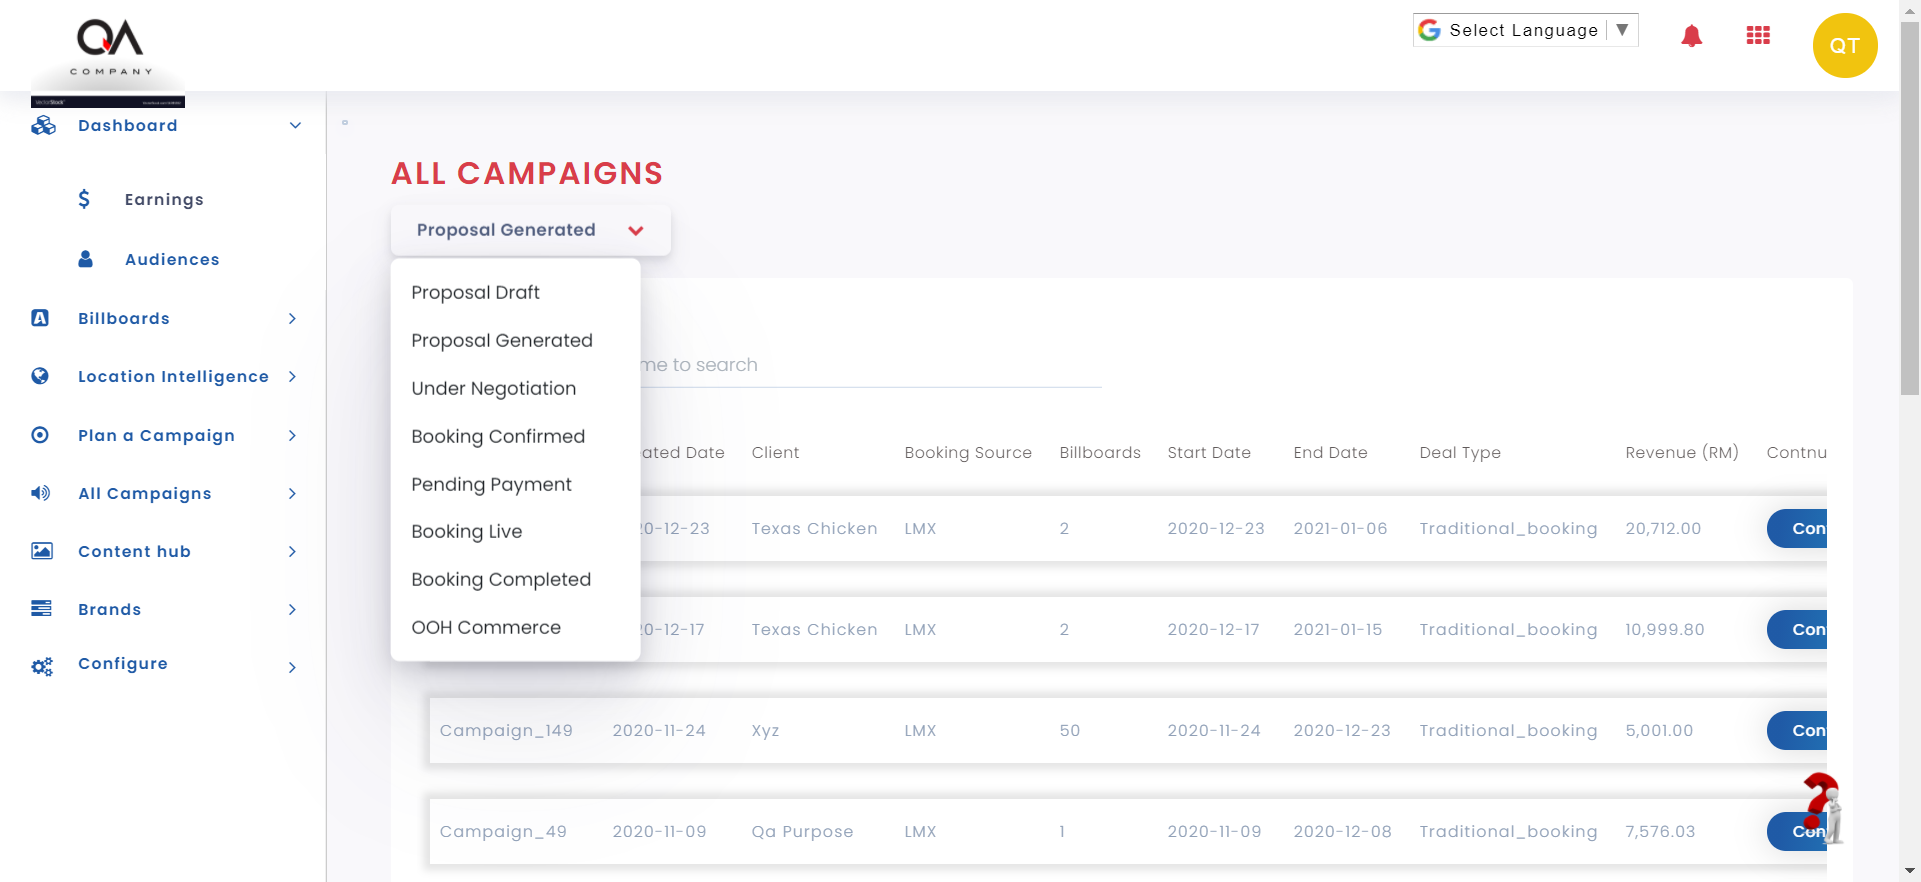 QA
COMPANY
Select Language ▼
QT
Dashboard
Earnings
Audiences
Billboards
Location Intelligence
Plan a Campaign
All Campaigns
Content hub
Brands
Configure
ALL CAMPAIGNS
Proposal Generated
Proposal Draft
Proposal Generated
Under Negotiation
Booking Confirmed
Pending Payment
Booking Live
Booking Completed
OOH Commerce
me to search
ated Date Client Booking Source Billboards Start Date End Date Deal Type Revenue (RM) Contnu
20-12-23 Texas Chicken LMX 2 2020-12-23 2021-01-06 Traditional_booking 20,712.00 Con
20-12-17 Texas Chicken LMX 2 2020-12-17 2021-01-15 Traditional_booking 10,999.80 Con
Campaign_149 2020-11-24 Xyz LMX 50 2020-11-24 2020-12-23 Traditional_booking 5,001.00 Con
Campaign_49 2020-11-09 Qa Purpose LMX 1 2020-11-09 2020-12-08 Traditional_booking 7,576.03 Con